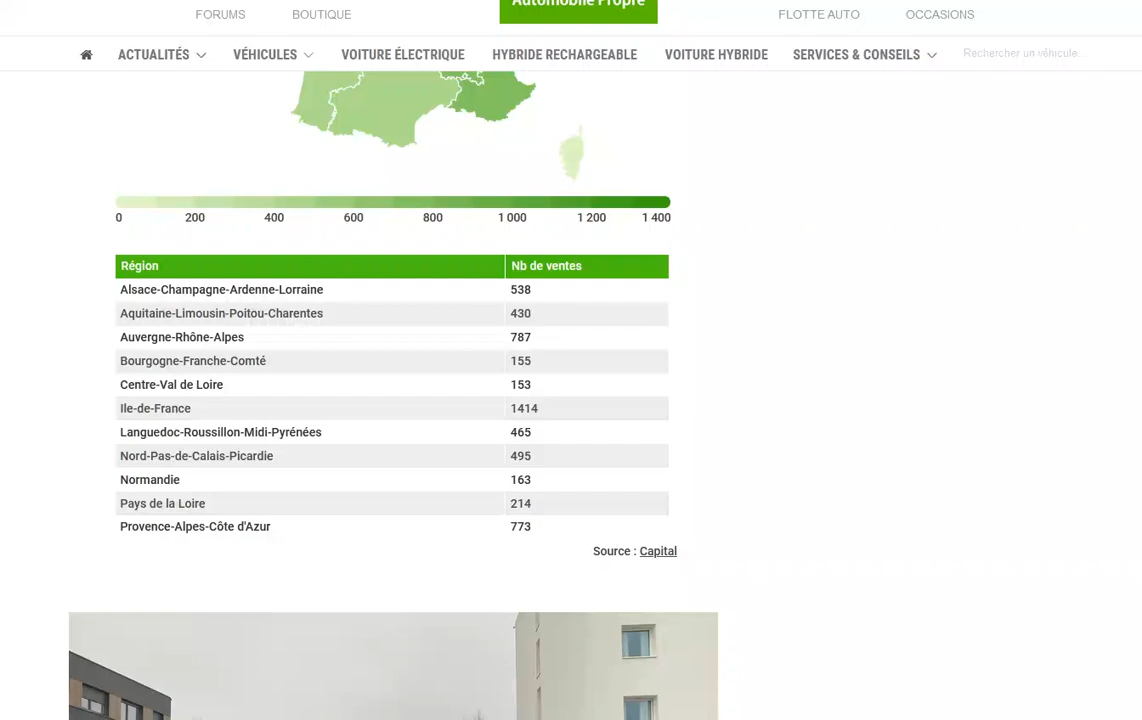 FORUMS BOUTIQUE Automobile Propre FLOTTE AUTO OCCASIONS
ACTUALITÉS VÉHICULES VOITURE ÉLECTRIQUE HYBRIDE RECHARGEABLE VOITURE HYBRIDE SERVICES & CONSEILS Rechercher un véhicule...
0 200 400 600 800 1 000 1 200 1 400
Région Nb de ventes
Alsace-Champagne-Ardenne-Lorraine 538
Aquitaine-Limousin-Poitou-Charentes 430
Auvergne-Rhône-Alpes 787
Bourgogne-Franche-Comté 155
Centre-Val de Loire 153
Ile-de-France 1414
Languedoc-Roussillon-Midi-Pyrénées 465
Nord-Pas-de-Calais-Picardie 495
Normandie 163
Pays de la Loire 214
Provence-Alpes-Côte d'Azur 773
Source : Capital